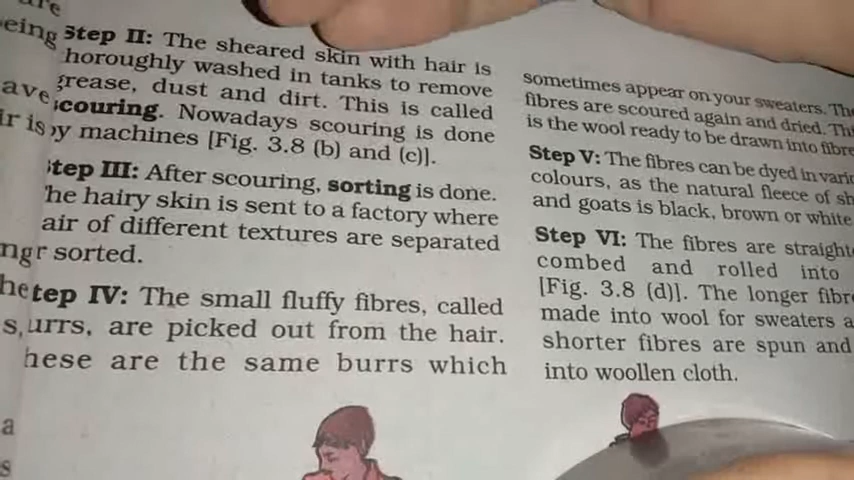 Step II: The sheared skin with hair is
thoroughly washed in tanks to remove
grease, dust and dirt. This is called
scouring. Nowadays scouring is done
by machines [Fig. 3.8 (b) and (c)].
Step III: After scouring, sorting is done.
The hairy skin is sent to a factory where
hair of different textures are separated
or sorted.
Step IV: The small fluffy fibres, called
burrs, are picked out from the hair.
These are the same burrs which
sometimes appear on your sweaters. The
fibres are scoured again and dried. This
is the wool ready to be drawn into fibres
Step V: The fibres can be dyed in vario
colours, as the natural fleece of sh
and goats is black, brown or white
Step VI: The fibres are straighte
combed and rolled into
[Fig. 3.8 (d)]. The longer fibre
made into wool for sweaters a
shorter fibres are spun and
into woollen cloth.